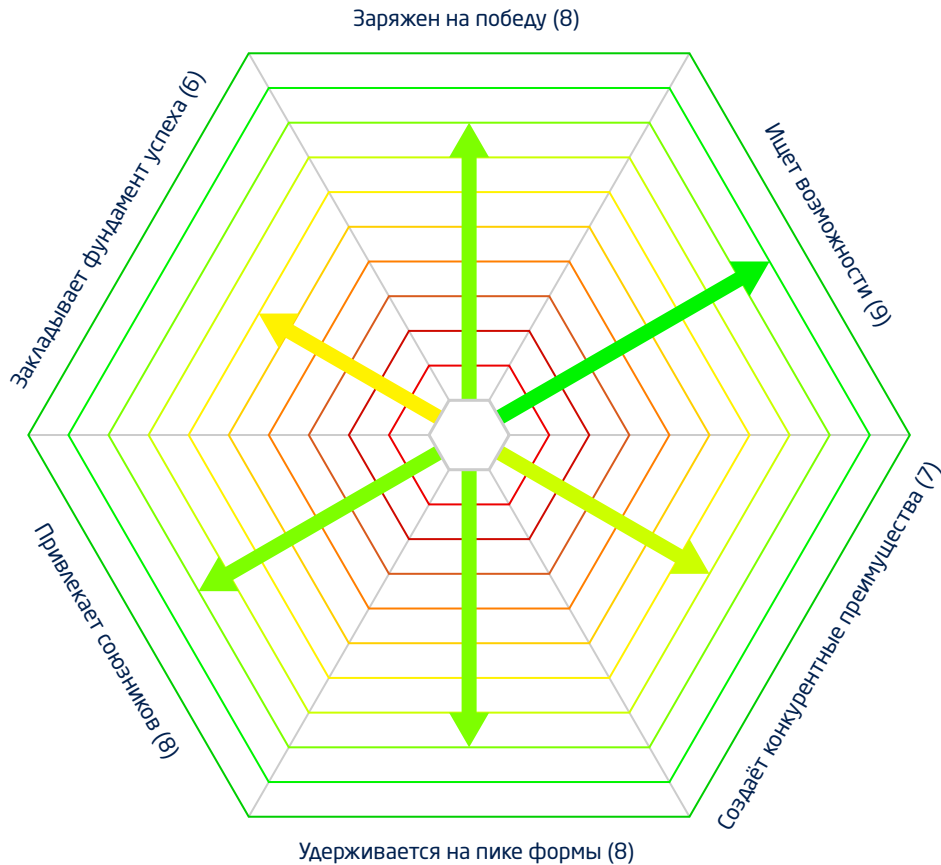 Заряжен на победу (8)
Закладывает фундамент успеха (6)
Ищет возможности (9)
Привлекает союзников (8)
Создаёт конкурентные преимущества (7)
Удерживается на пике формы (8)